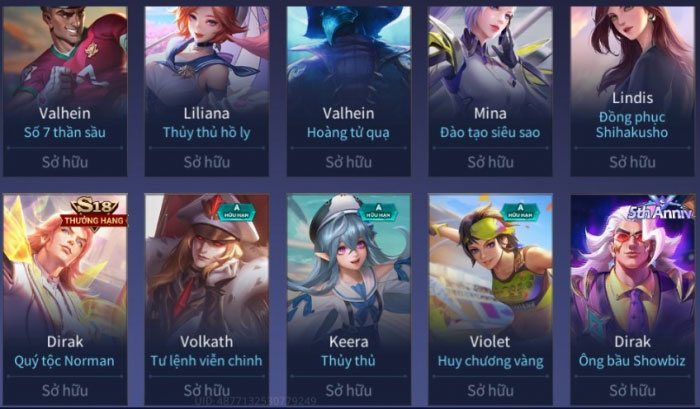 Valhein
Số 7 thần sầu
Sở hữu
Liliana
Thủy thủ hồ ly
Sở hữu
Valhein
Hoàng tử quạ
Sở hữu
Mina
Đào tạo siêu sao
Sở hữu
Lindis
Đồng phục
Shihakusho
Sở hữu
S18
THƯỞNG HẠNG
Dirak
Quý tộc Norman
Sở hữu
A
HỮU HẠN
Volkath
Tư lệnh viễn chinh
Sở hữu
A
HỮU HẠN
Keera
Thủy thủ
Sở hữu
A
HỮU HẠN
Violet
Huy chương vàng
Sở hữu
5th Anniv
Dirak
Ông bầu Showbiz
Sở hữu
UID:4877132530779249